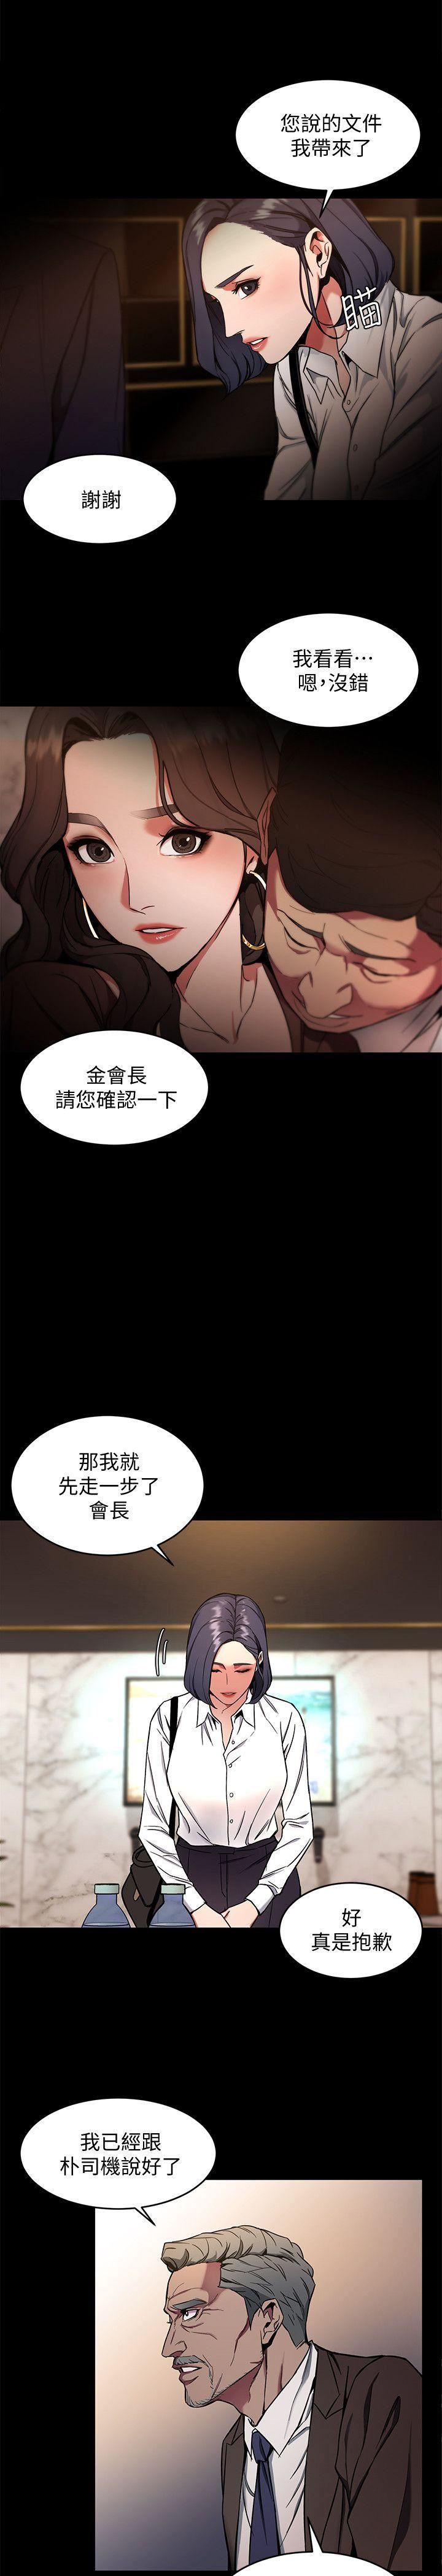 您說的文件
我帶來了
瞄
謝謝
我看看…
嗯,沒錯
金會長
請您確認一下
那我就
先走一步了
會長
好
真是抱歉
我已經跟
朴司機說好了